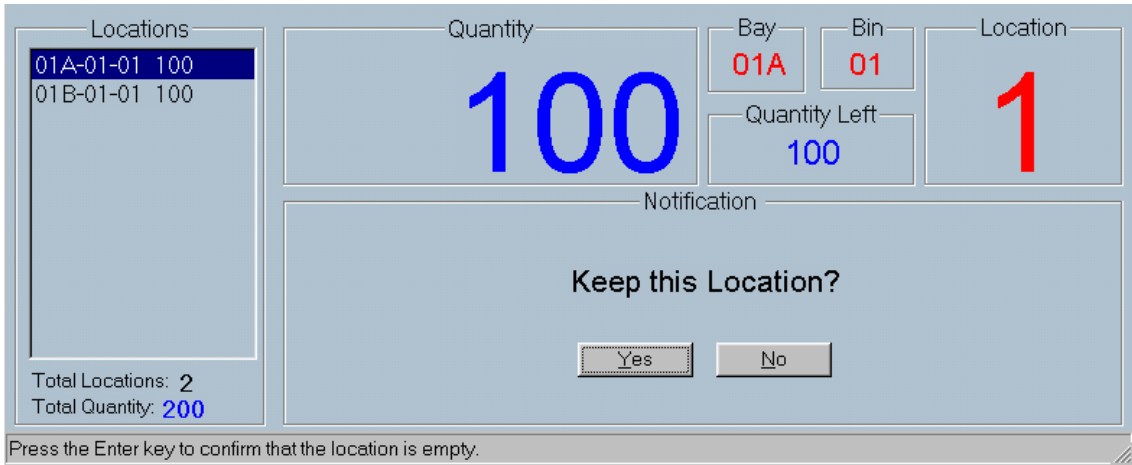 Locations
01A-01-01 100
01B-01-01 100
Total Locations: 2
Total Quantity: 200
Quantity
100
Bay
01A
Bin
01
Quantity Left
100
Location
1
Notification
Keep this Location?
Yes
No
Press the Enter key to confirm that the location is empty.